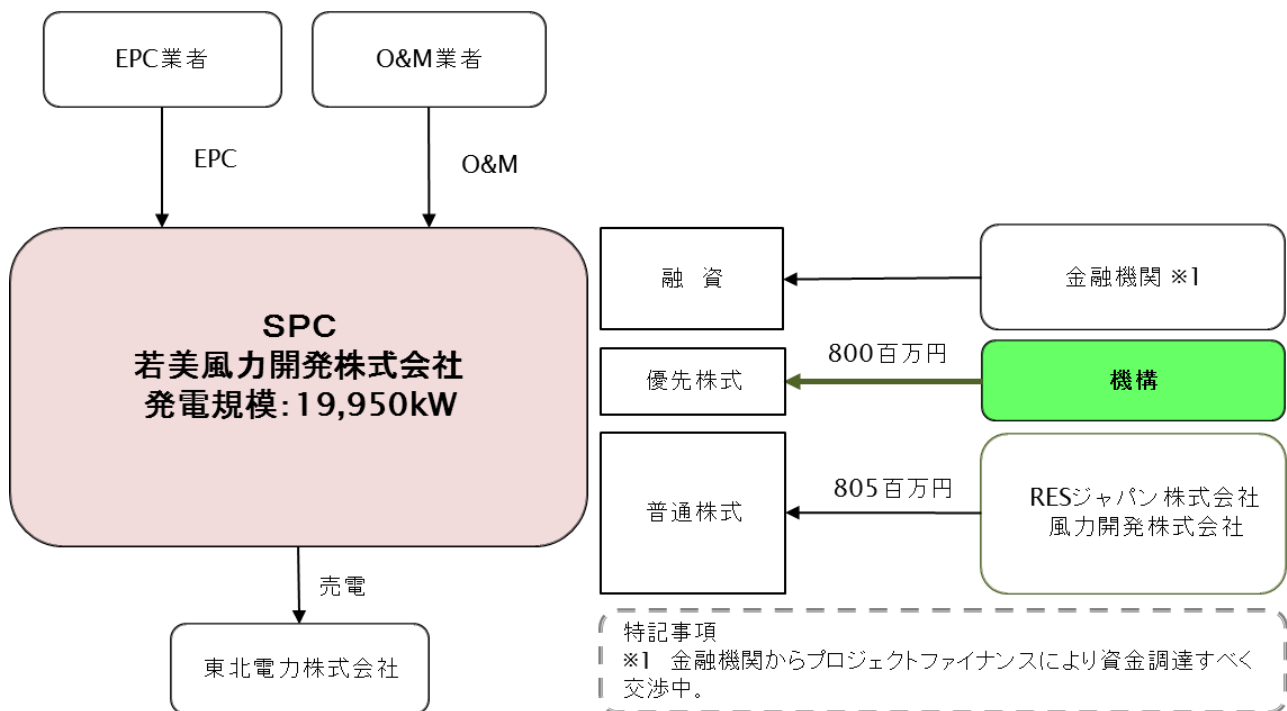 EPC業者
O&M業者
EPC
O&M
SPC
若美風力開発株式会社
発電規模:19,950kW
融 資
金融機関 ※1
優先株式
800百万円
機構
普通株式
805百万円
RESジャパン株式会社
風力開発株式会社
売電
東北電力株式会社
特記事項
※1 金融機関からプロジェクトファイナンスにより資金調達すべく
交渉中。